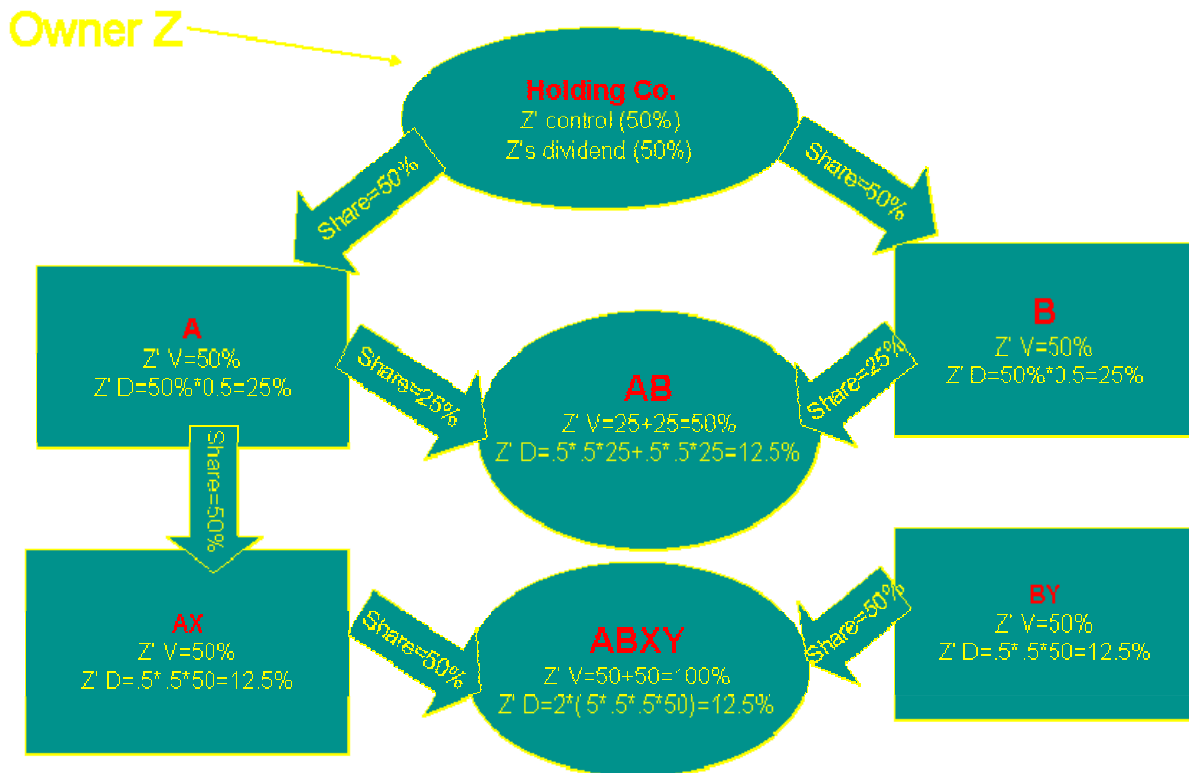 Owner Z
Holding Co.
Z' control (50%)
Z's dividend (50%)
Share=50%
Share=50%
A
Z' V=50%
Z' D=50%*0.5=25%
B
Z' V=50%
Z' D=50%*0.5=25%
Share=25%
Share=25%
AB
Z' V=25+25=50%
Z' D=.5*.5*25+.5*.5*25=12.5%
Share=50%
AX
Z' V=50%
Z' D=.5*.5*50=12.5%
Share=50%
ABXY
Z' V=50+50=100%
Z' D=2*(.5*.5*.5*50)=12.5%
Share=50%
BY
Z' V=50%
Z' D=.5*.5*50=12.5%